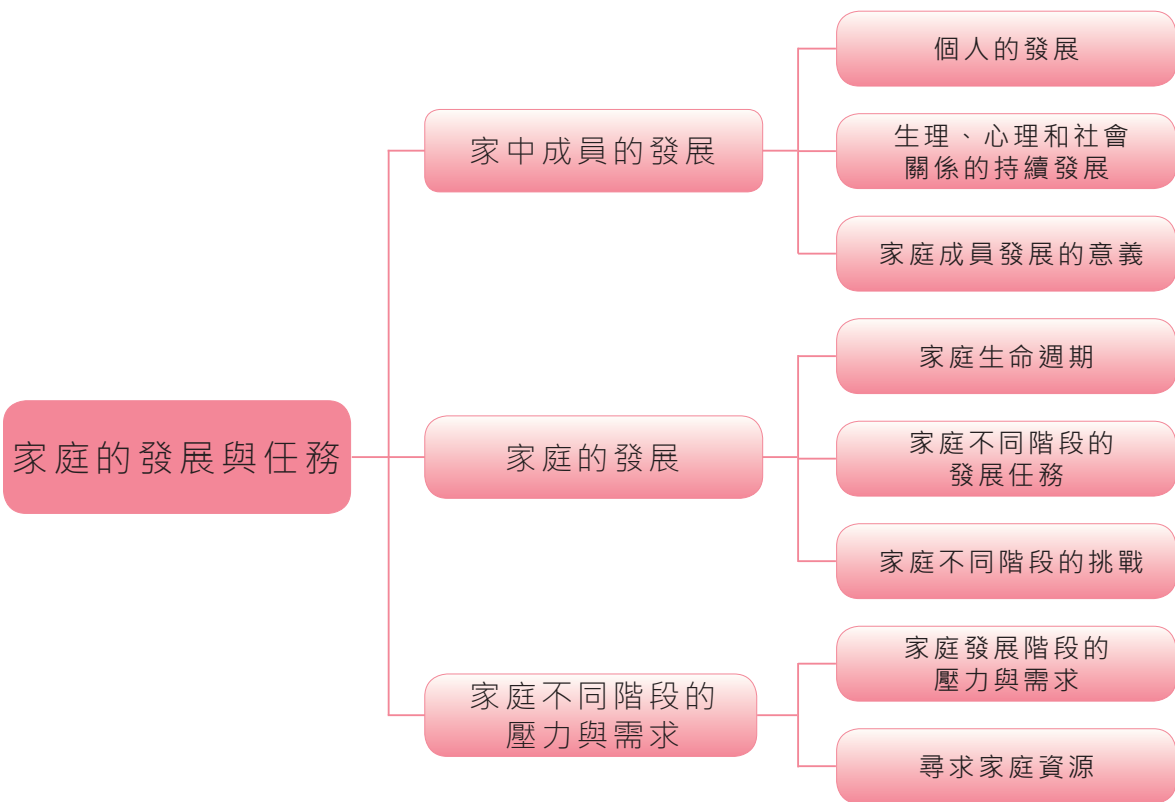 家庭的發展與任務
家中成員的發展
個人的發展
生理、心理和社會
關係的持續發展
家庭成員發展的意義
家庭的發展
家庭生命週期
家庭不同階段的
發展任務
家庭不同階段的挑戰
家庭不同階段的
壓力與需求
家庭發展階段的
壓力與需求
尋求家庭資源